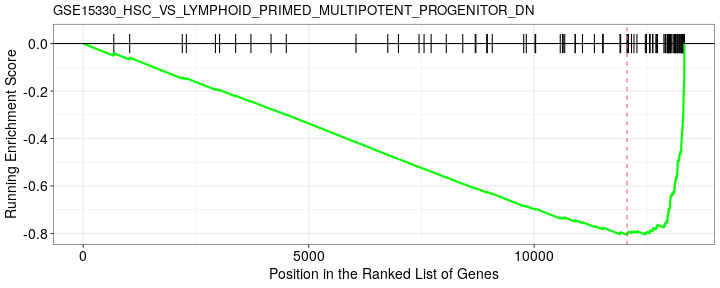 GSE15330_HSC_VS_LYMPHOID_PRIMED_MULTIPOTENT_PROGENITOR_DN
0.0
-0.2
-0.4
-0.6
-0.8
Running Enrichment Score
0
5000
10000
Position in the Ranked List of Genes